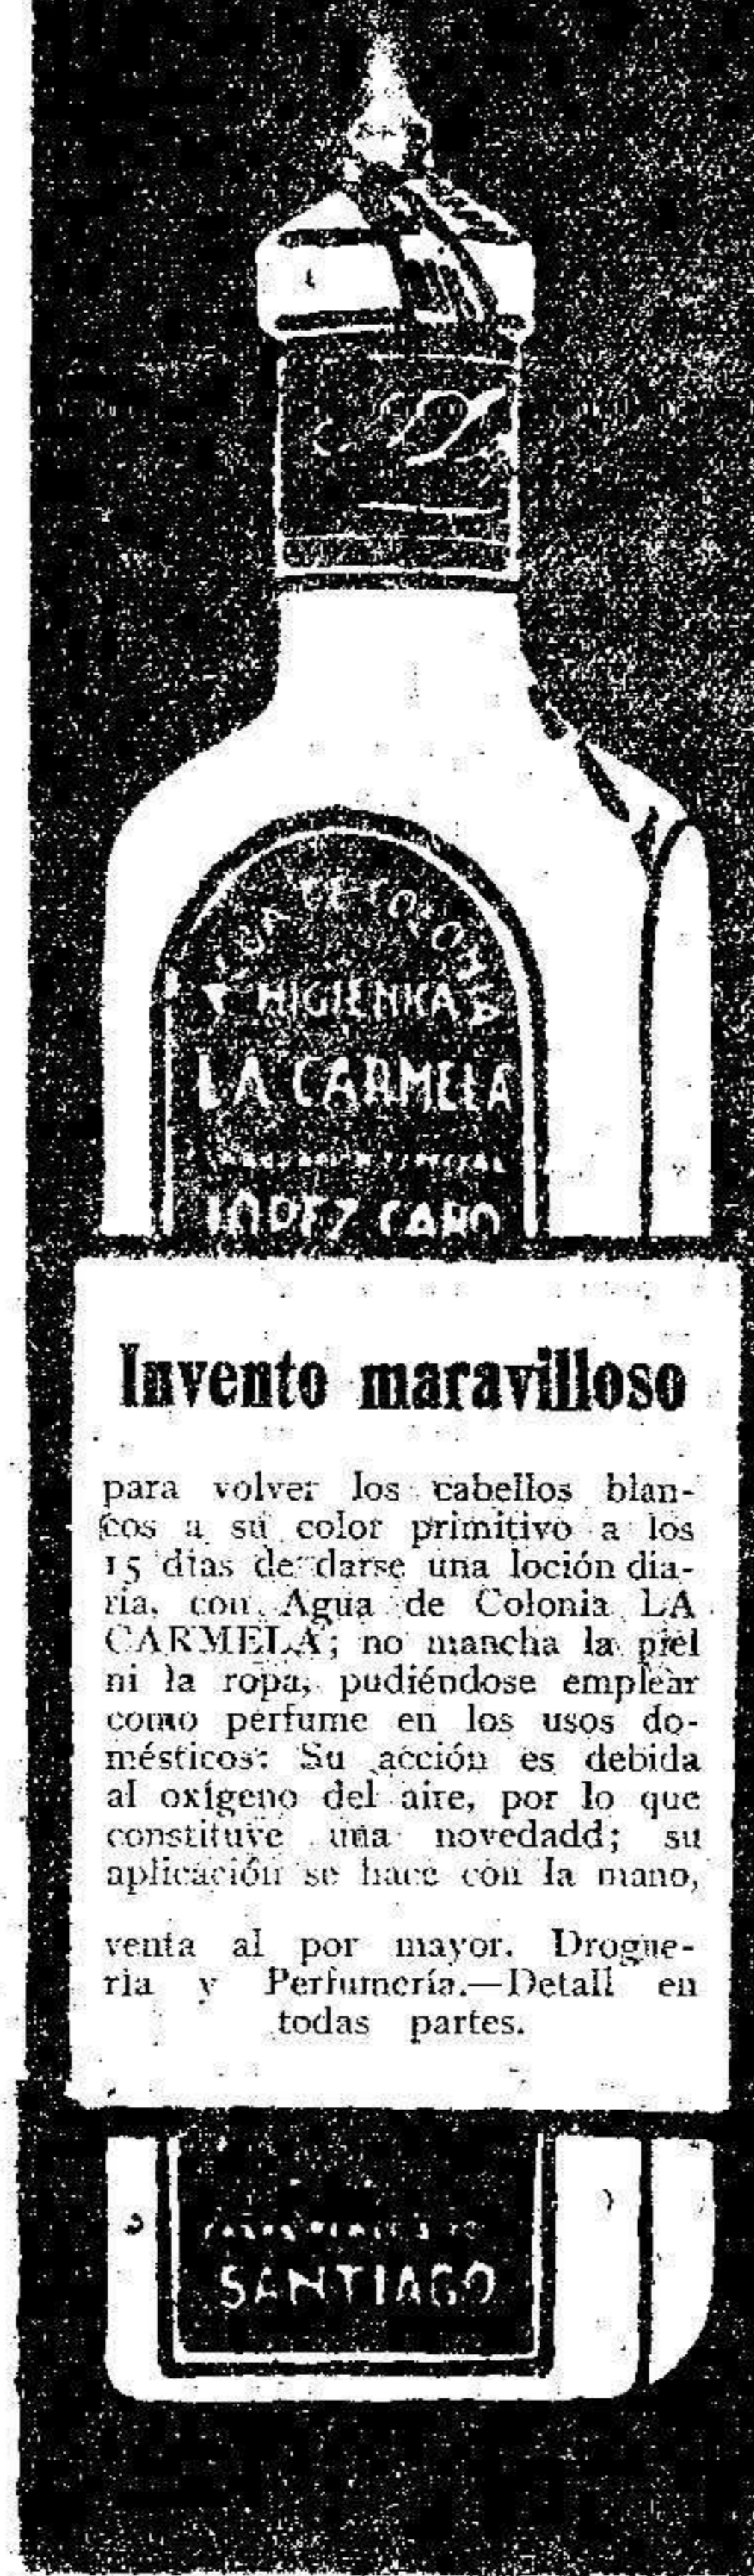 AGUA DE COLONIA
HIGIENICA
LA CARMELA
LOPEZ CARO
Invento maravilloso
para volver los cabellos blan-
cos a su color primitivo a los
15 dias de darse una loción dia-
ria, con Agua de Colonia LA
CARMELA; no mancha la piel
ni la ropa, pudiéndose emplear
como perfume en los usos do-
mésticos: Su acción es debida
al oxígeno del aire, por lo que
constituye una novedadd; su
aplicación se hace con la mano,
venta al por mayor. Drogue-
ria y Perfumería.—Detall en
todas partes.
SANTIAGO